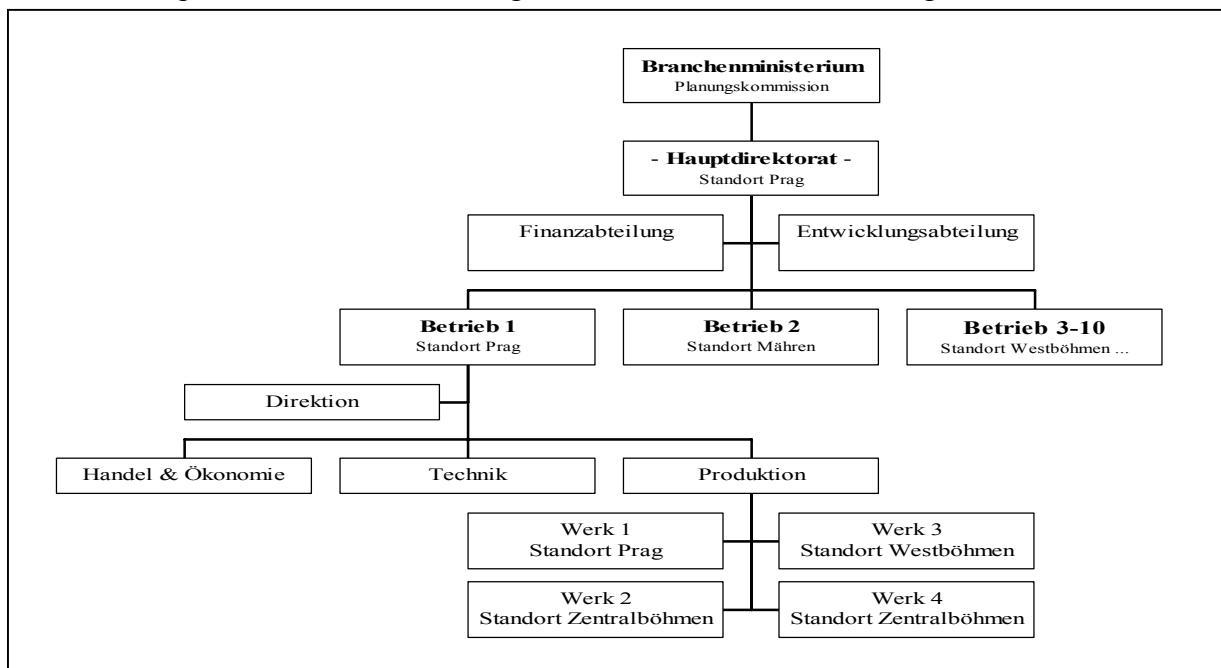 Branchenministerium
Planungskommission
- Hauptdirektorat -
Standort Prag
Finanzabteilung
Entwicklungsabteilung
Betrieb 1
Standort Prag
Betrieb 2
Standort Mähren
Betrieb 3-10
Standort Westböhmen ...
Direktion
Handel & Ökonomie
Technik
Produktion
Werk 1
Standort Prag
Werk 3
Standort Westböhmen
Werk 2
Standort Zentralböhmen
Werk 4
Standort Zentralböhmen